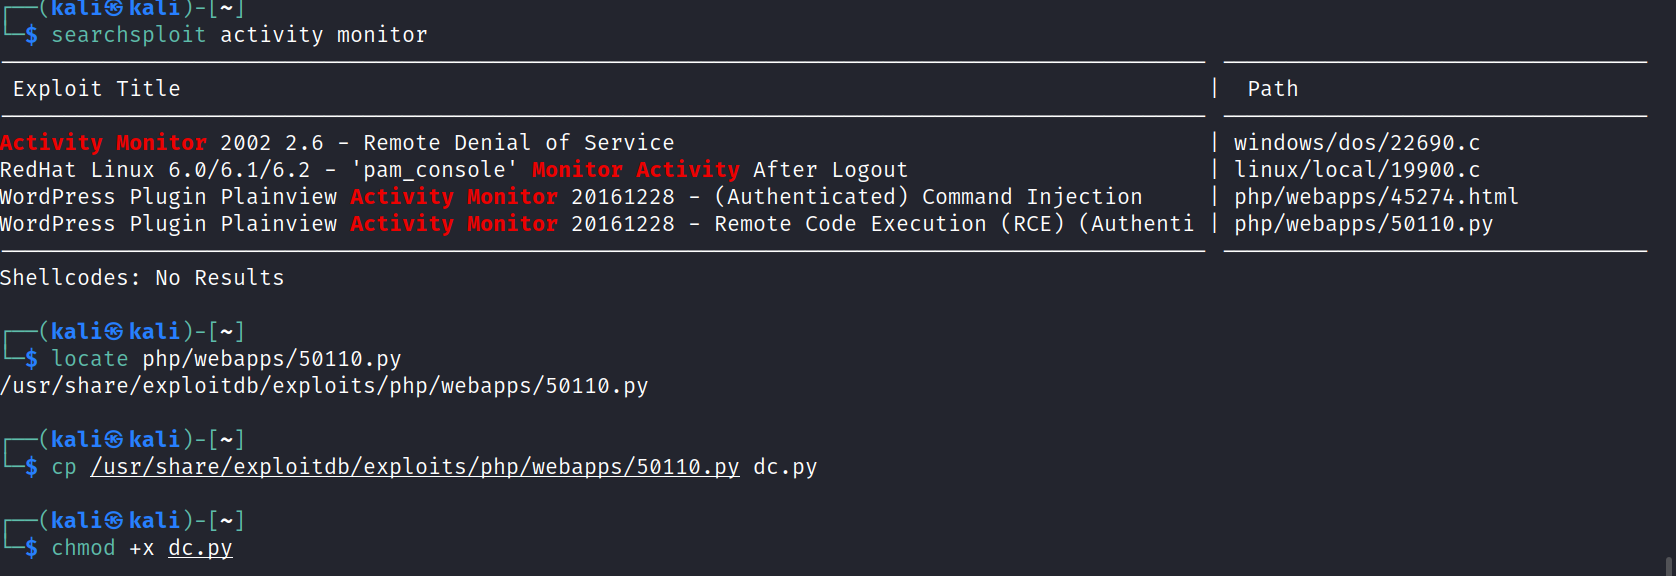 ┌──(kali㉿kali)-[~]
└─$ searchsploit activity monitor
Exploit Title | Path
Activity Monitor 2002 2.6 - Remote Denial of Service | windows/dos/22690.c
RedHat Linux 6.0/6.1/6.2 - 'pam_console' Monitor Activity After Logout | linux/local/19900.c
WordPress Plugin Plainview Activity Monitor 20161228 - (Authenticated) Command Injection | php/webapps/45274.html
WordPress Plugin Plainview Activity Monitor 20161228 - Remote Code Execution (RCE) (Authenti | php/webapps/50110.py
Shellcodes: No Results
┌──(kali㉿kali)-[~]
└─$ locate php/webapps/50110.py
/usr/share/exploitdb/exploits/php/webapps/50110.py
┌──(kali㉿kali)-[~]
└─$ cp /usr/share/exploitdb/exploits/php/webapps/50110.py dc.py
┌──(kali㉿kali)-[~]
└─$ chmod +x dc.py